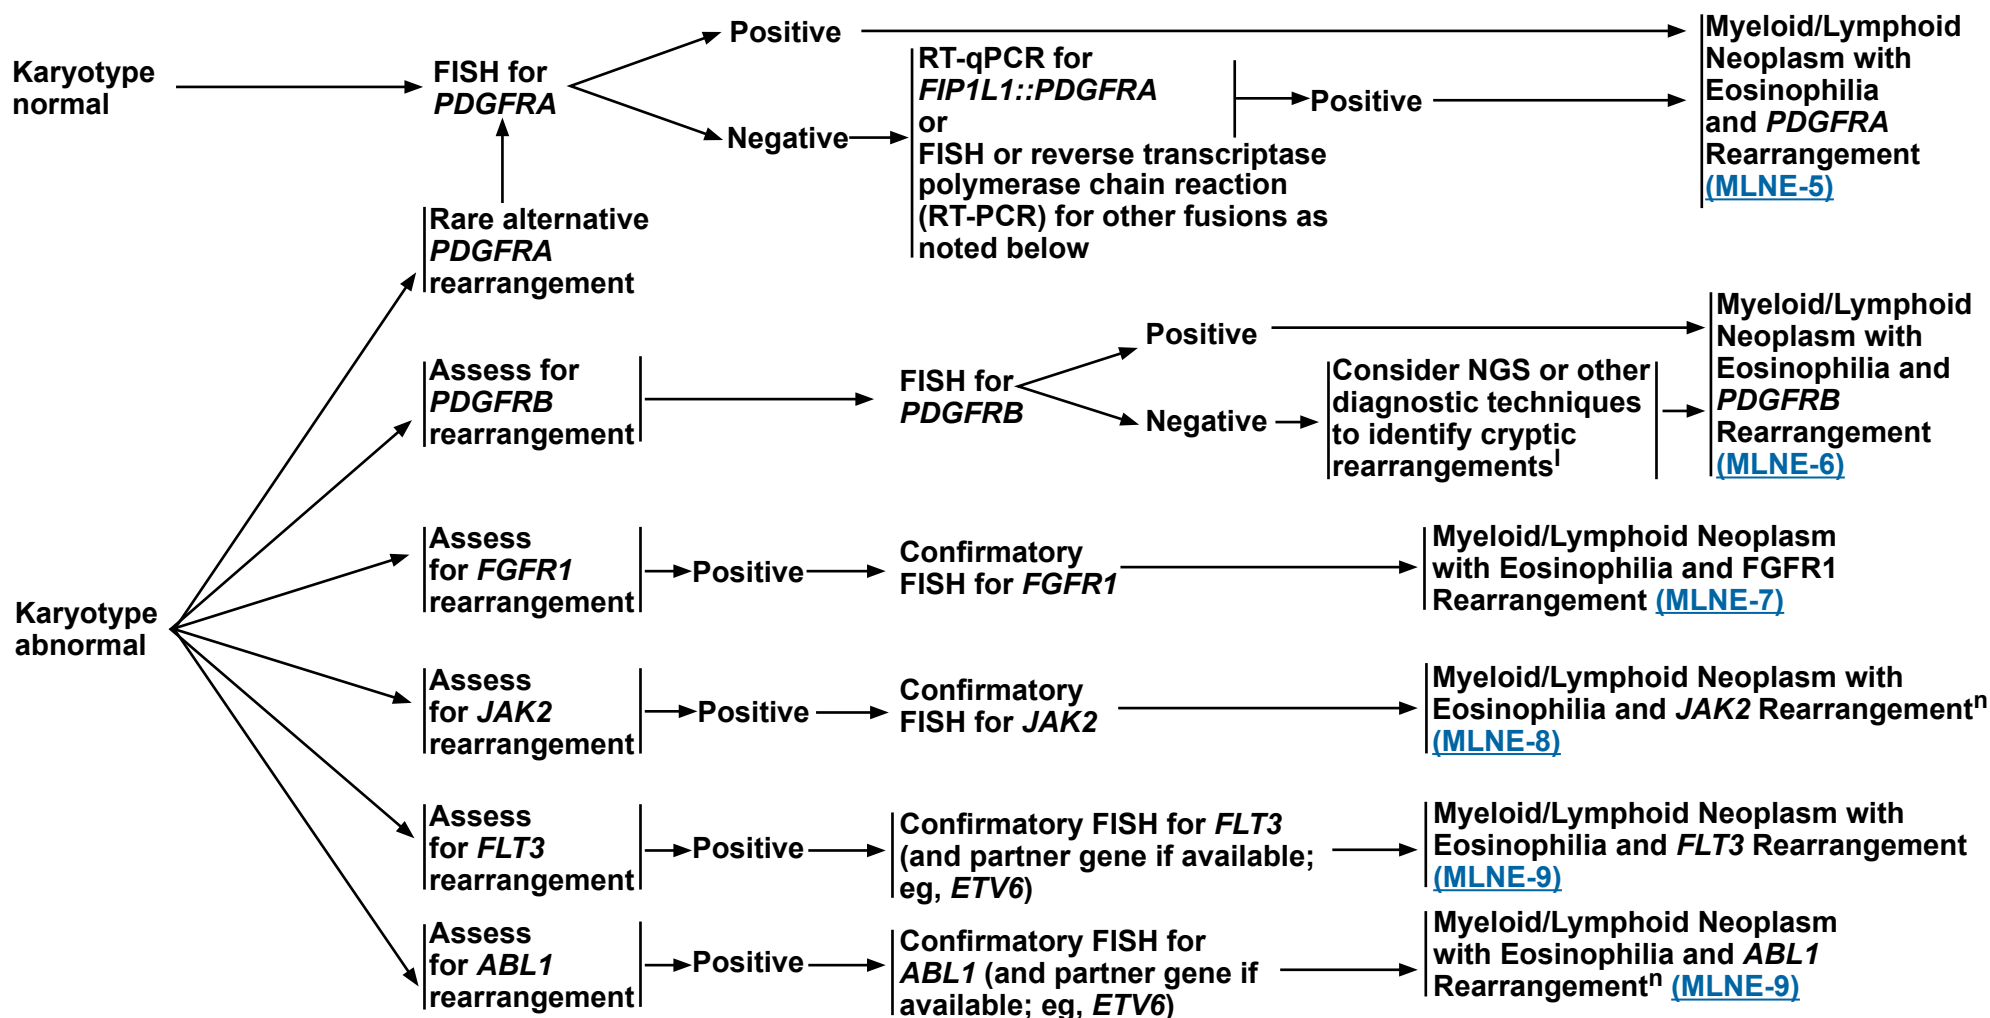 Karyotype
normal
FISH for
PDGFRA
Positive
Negative
RT-qPCR for
FIP1L1::PDGFRA
or
FISH or reverse transcriptase
polymerase chain reaction
(RT-PCR) for other fusions as
noted below
Positive
Myeloid/Lymphoid
Neoplasm with
Eosinophilia
and PDGFRA
Rearrangement
(MLNE-5)
Karyotype
abnormal
Rare alternative
PDGFRA
rearrangement
Assess for
PDGFRB
rearrangement
FISH for
PDGFRB
Positive
Negative
Consider NGS or other
diagnostic techniques
to identify cryptic
rearrangementsl
Myeloid/Lymphoid
Neoplasm with
Eosinophilia and
PDGFRB
Rearrangement
(MLNE-6)
Assess
for FGFR1
rearrangement
Positive
Confirmatory
FISH for FGFR1
Myeloid/Lymphoid Neoplasm
with Eosinophilia and FGFR1
Rearrangement (MLNE-7)
Assess
for JAK2
rearrangement
Positive
Confirmatory
FISH for JAK2
Myeloid/Lymphoid Neoplasm with
Eosinophilia and JAK2 Rearrangementn
(MLNE-8)
Assess
for FLT3
rearrangement
Positive
Confirmatory FISH for FLT3
(and partner gene if available;
eg, ETV6)
Myeloid/Lymphoid Neoplasm with
Eosinophilia and FLT3 Rearrangement
(MLNE-9)
Assess
for ABL1
rearrangement
Positive
Confirmatory FISH for
ABL1 (and partner gene if
available; eg, ETV6)
Myeloid/Lymphoid Neoplasm
with Eosinophilia and ABL1
Rearrangementn (MLNE-9)